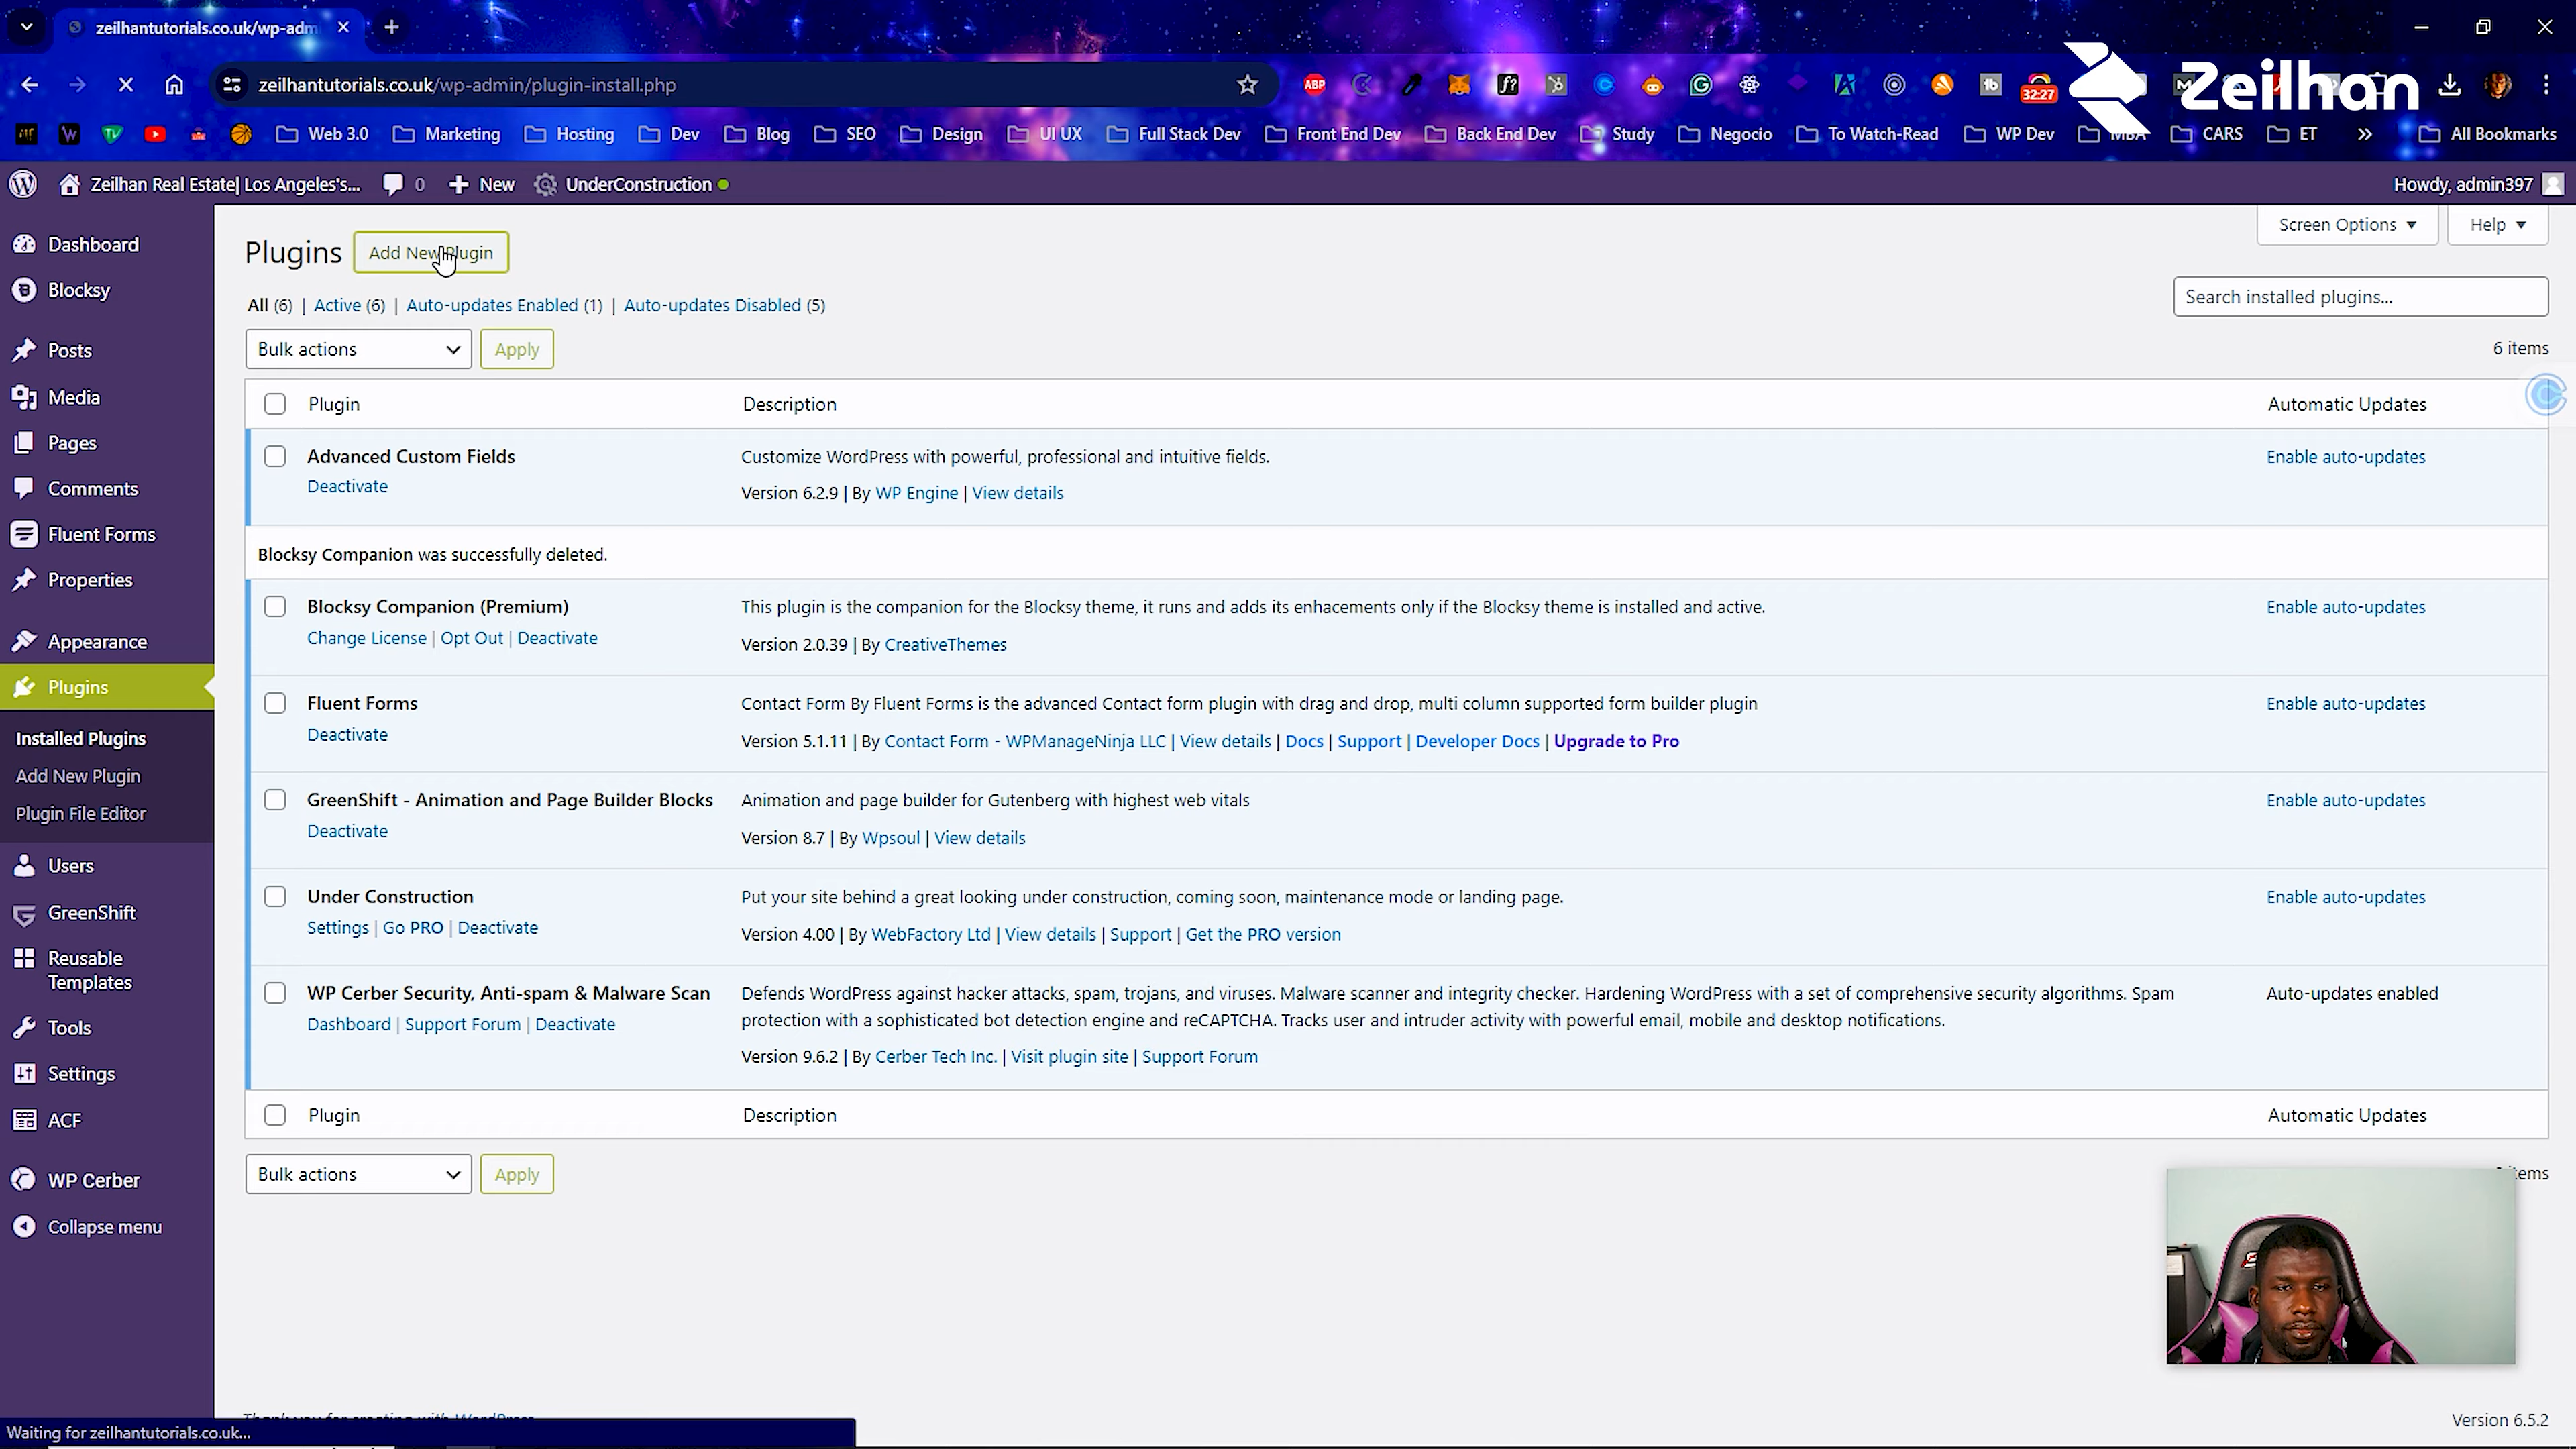 zeilhantutorials.co.uk/wp-adm
zeilhantutorials.co.uk/wp-admin/plugin-install.php
ABP
32:27
Zeilhan
Web 3.0 Marketing Hosting Dev Blog SEO Design UI UX Full Stack Dev Front End Dev Back End Dev Study Negocio To Watch-Read WP Dev MBA CARS ET » All Bookmarks
Zeilhan Real Estate| Los Angeles's... 0 New UnderConstruction Howdy, admin397
Screen Options Help
Dashboard
Blocksy
Posts
Media
Pages
Comments
Fluent Forms
Properties
Appearance
Plugins
Installed Plugins
Add New Plugin
Plugin File Editor
Users
GreenShift
Reusable
Templates
Tools
Settings
ACF
WP Cerber
Collapse menu
Plugins Add New Plugin
All (6) | Active (6) | Auto-updates Enabled (1) | Auto-updates Disabled (5)
Search installed plugins...
Bulk actions Apply
6 items
Plugin Description Automatic Updates
Advanced Custom Fields Customize WordPress with powerful, professional and intuitive fields. Enable auto-updates
Deactivate
Version 6.2.9 | By WP Engine | View details
Blocksy Companion was successfully deleted.
Blocksy Companion (Premium) This plugin is the companion for the Blocksy theme, it runs and adds its enhacements only if the Blocksy theme is installed and active. Enable auto-updates
Change License | Opt Out | Deactivate
Version 2.0.39 | By CreativeThemes
Fluent Forms Contact Form By Fluent Forms is the advanced Contact form plugin with drag and drop, multi column supported form builder plugin Enable auto-updates
Deactivate
Version 5.1.11 | By Contact Form - WPManageNinja LLC | View details | Docs | Support | Developer Docs | Upgrade to Pro
GreenShift - Animation and Page Builder Blocks Animation and page builder for Gutenberg with highest web vitals Enable auto-updates
Deactivate
Version 8.7 | By Wpsoul | View details
Under Construction Put your site behind a great looking under construction, coming soon, maintenance mode or landing page. Enable auto-updates
Settings | Go PRO | Deactivate
Version 4.00 | By WebFactory Ltd | View details | Support | Get the PRO version
WP Cerber Security, Anti-spam & Malware Scan Defends WordPress against hacker attacks, spam, trojans, and viruses. Malware scanner and integrity checker. Hardening WordPress with a set of comprehensive security algorithms. Spam Auto-updates enabled
protection with a sophisticated bot detection engine and reCAPTCHA. Tracks user and intruder activity with powerful email, mobile and desktop notifications.
Dashboard | Support Forum | Deactivate
Version 9.6.2 | By Cerber Tech Inc. | Visit plugin site | Support Forum
Plugin Description Automatic Updates
Bulk actions Apply
items
Version 6.5.2
Waiting for zeilhantutorials.co.uk...